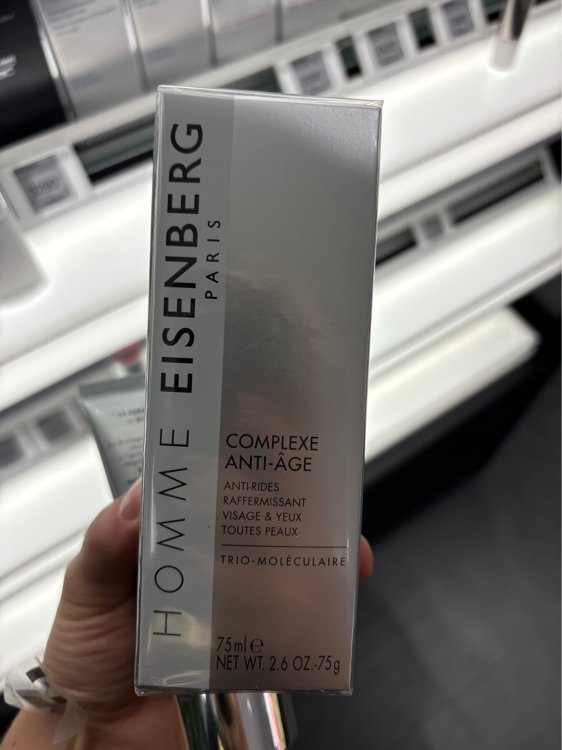 HOMME EISENBERG
PARIS
COMPLEXE
ANTI-ÂGE
ANTI-RIDES
RAFFERMISSANT
VISAGE & YEUX
TOUTES PEAUX
TRIO-MOLÉCULAIRE
75ml e
NET WT. 2.6 OZ.-75g